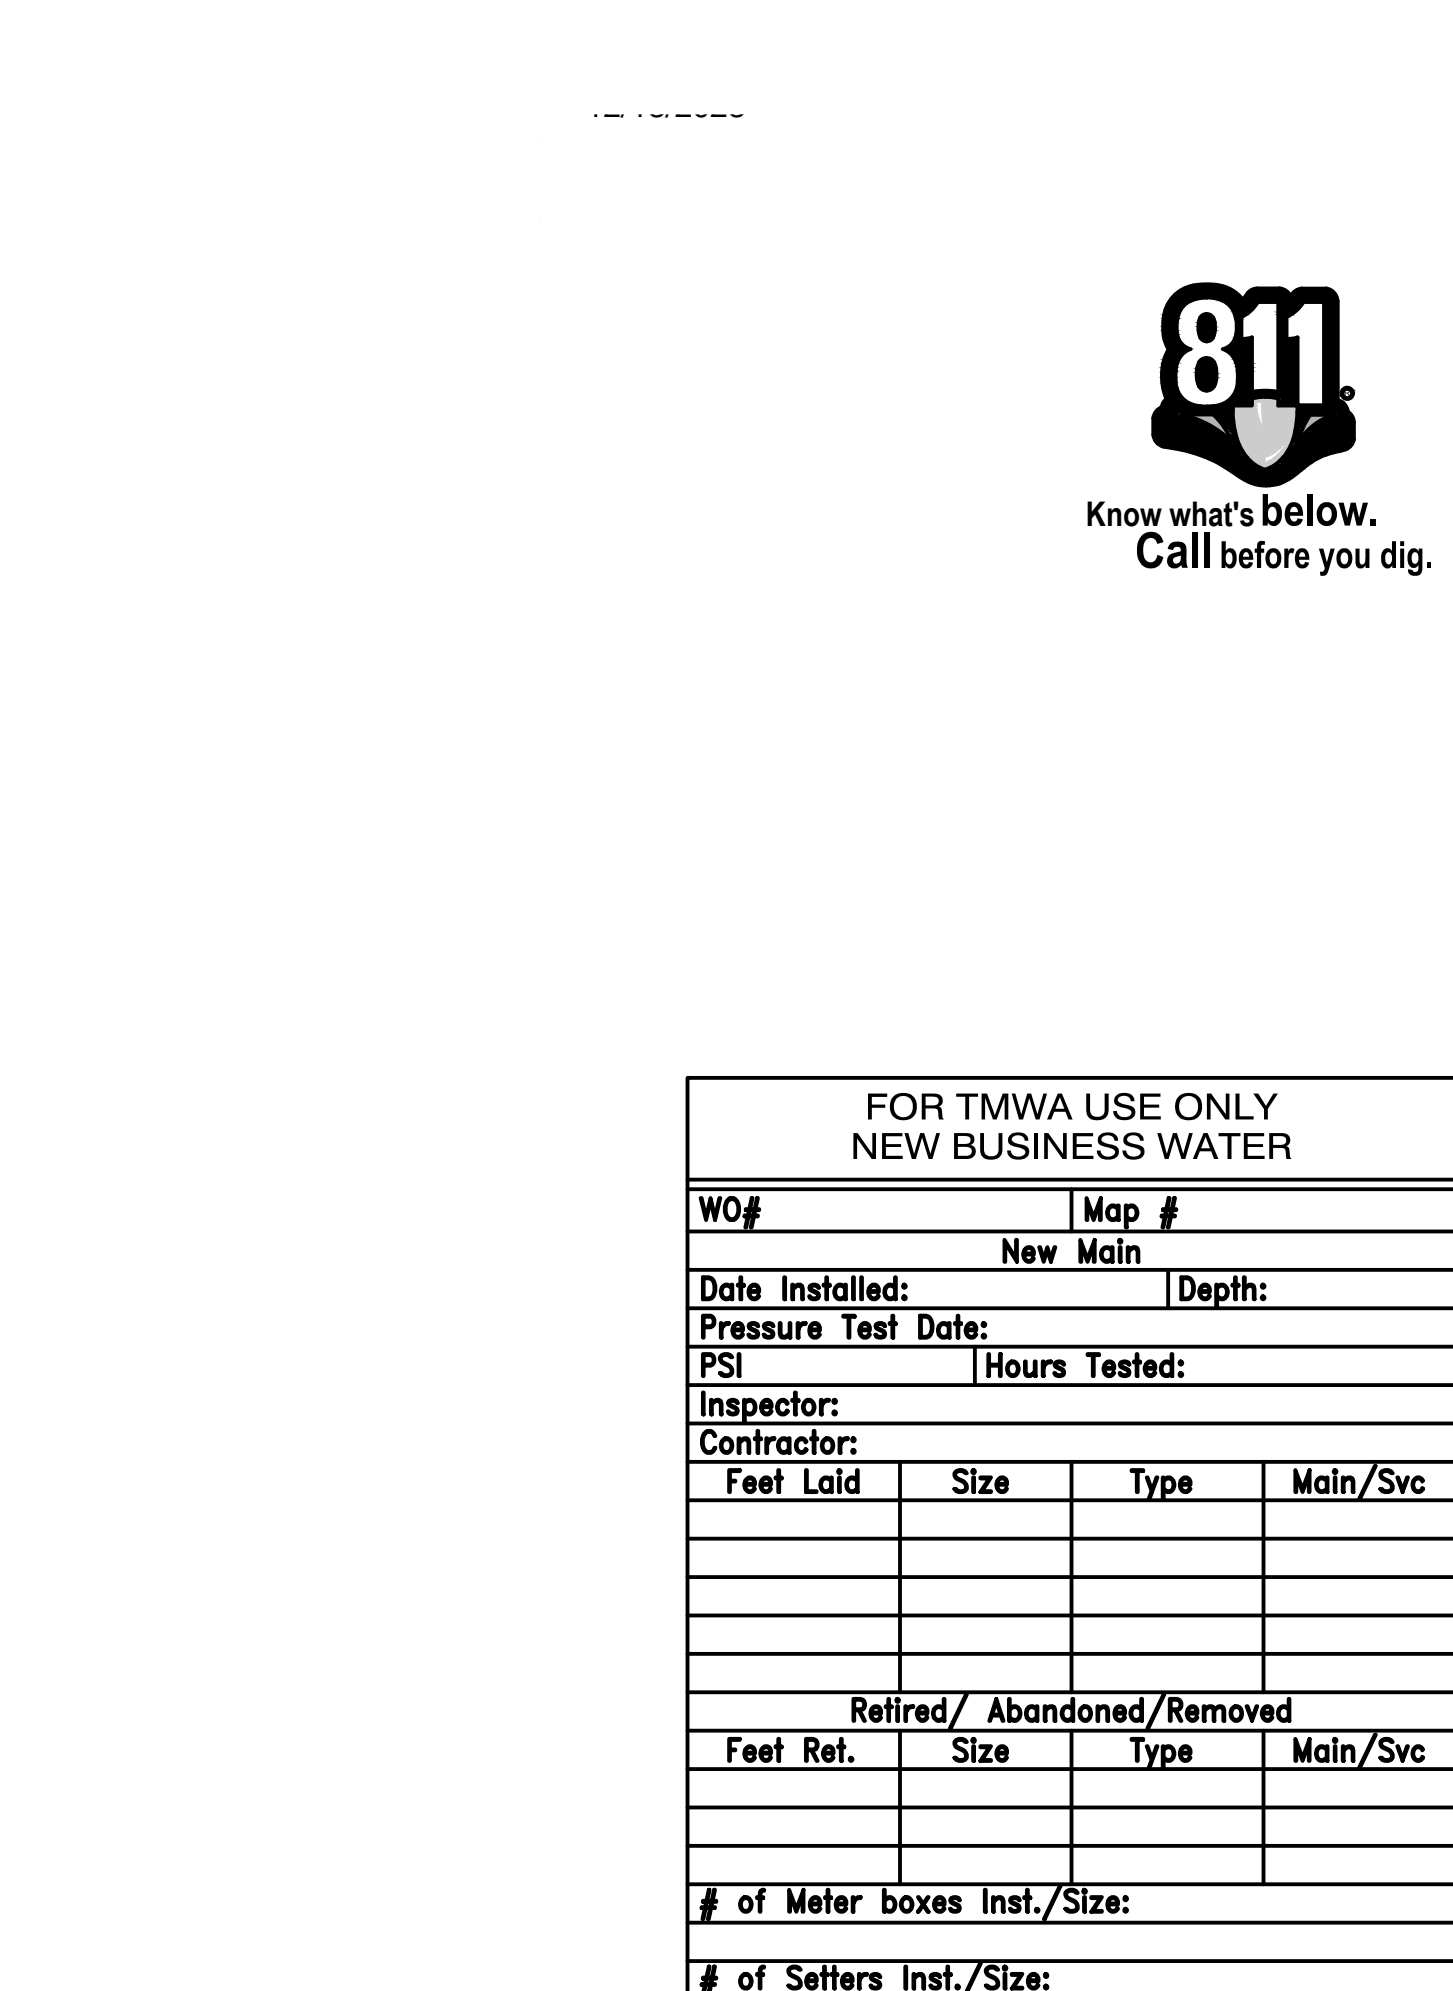 811
Know what's below.
Call before you dig.
FOR TMWA USE ONLY
NEW BUSINESS WATER
WO# Map #
New Main
Date Installed: Depth:
Pressure Test Date:
PSI Hours Tested:
Inspector:
Contractor:
Feet Laid Size Type Main/Svc
Retired/ Abandoned/Removed
Feet Ret. Size Type Main/Svc
# of Meter boxes Inst./Size:
# of Setters Inst./Size: